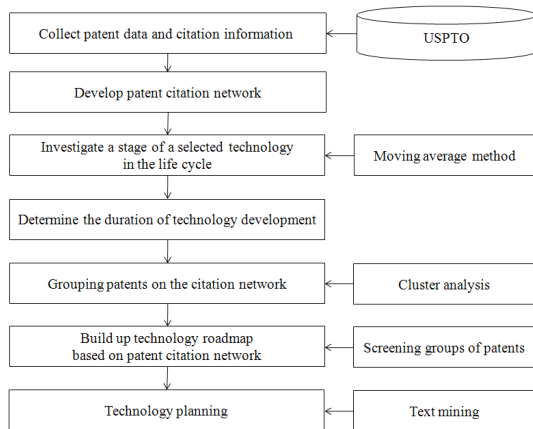 Collect patent data and citation information
USPTO
Develop patent citation network
Investigate a stage of a selected technology
in the life cycle
Moving average method
Determine the duration of technology development
Grouping patents on the citation network
Cluster analysis
Build up technology roadmap
based on patent citation network
Screening groups of patents
Technology planning
Text mining